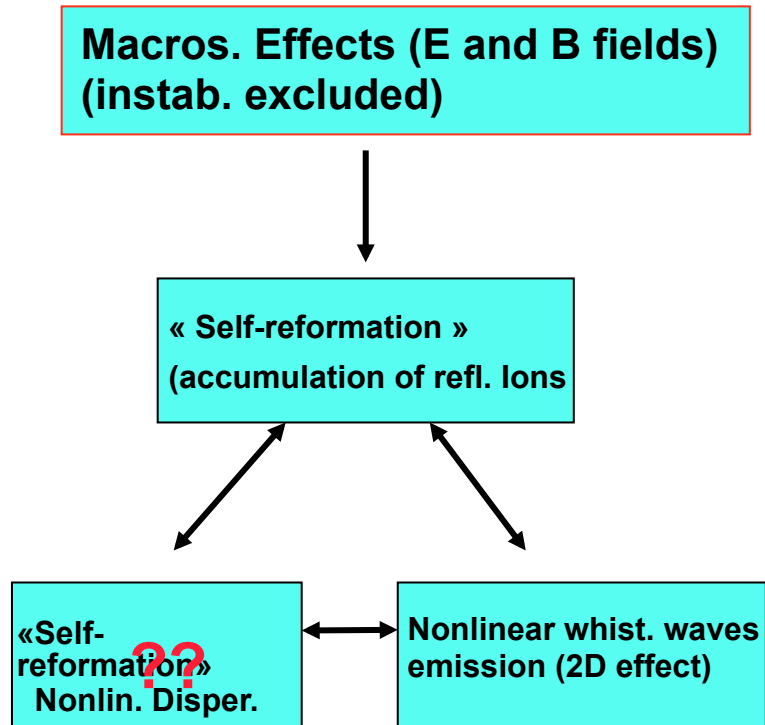 Macros. Effects (E and B fields)
(instab. excluded)
« Self-reformation »
(accumulation of refl. Ions
«Self-
reformation»
??
Nonlin. Disper.
Nonlinear whist. waves
emission (2D effect)